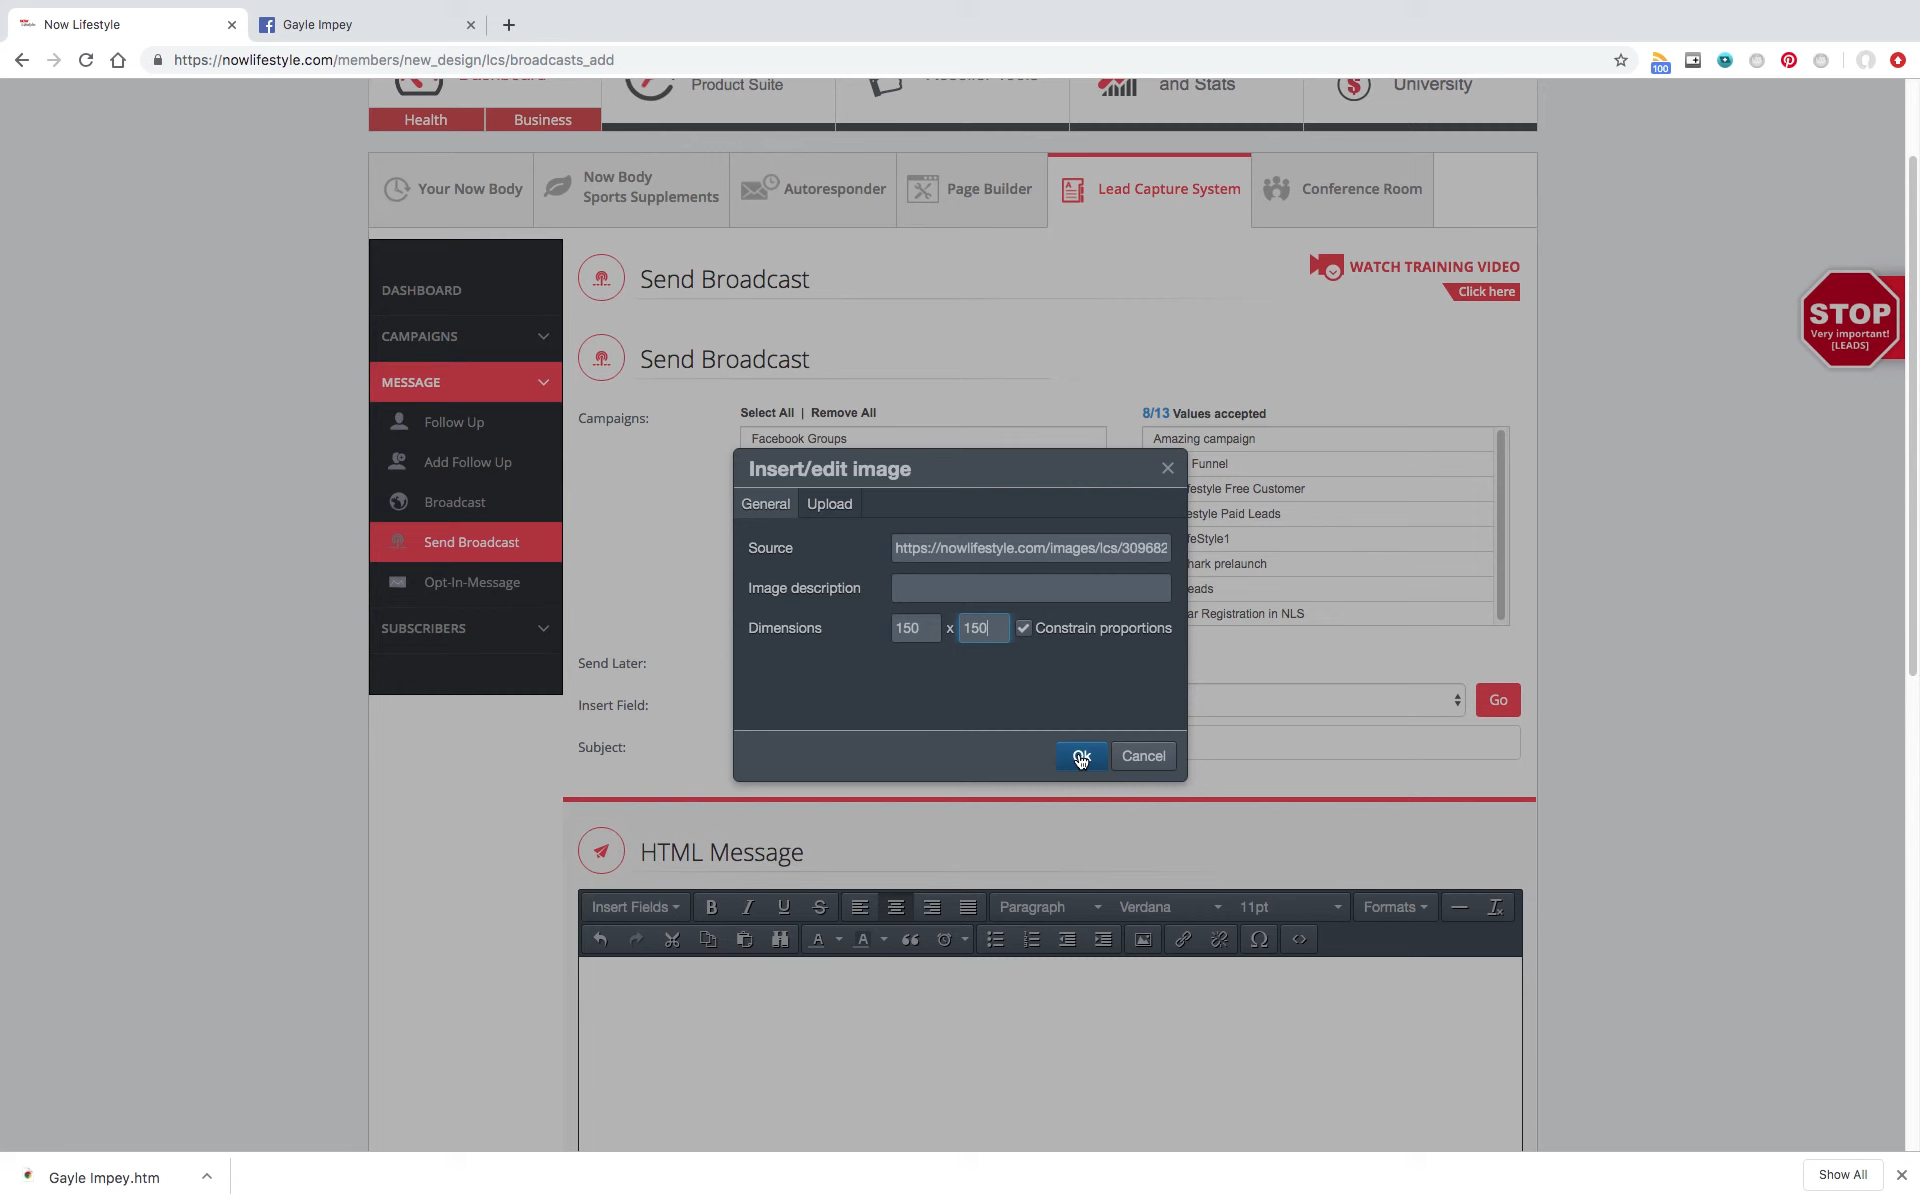 Now Lifestyle
Gayle Impey
https://nowlifestyle.com/members/new_design/lcs/broadcasts_add
100
Dashboard
Product Suite
Reseller Tools
and Stats
University
Health
Business
Your Now Body
Now Body
Sports Supplements
Autoresponder
Page Builder
Lead Capture System
Conference Room
DASHBOARD
CAMPAIGNS
MESSAGE
Follow Up
Add Follow Up
Broadcast
Send Broadcast
Opt-In-Message
SUBSCRIBERS
Send Broadcast
WATCH TRAINING VIDEO
Click here
STOP
Very important!
[LEADS]
Send Broadcast
Campaigns:
Select All | Remove All
8/13 Values accepted
Facebook Groups
Amazing campaign
Funnel
festyle Free Customer
estyle Paid Leads
feStyle1
hark prelaunch
eads
ar Registration in NLS
Insert/edit image
General
Upload
Source
https://nowlifestyle.com/images/lcs/309682
Image description
Dimensions
150 x 150
Constrain proportions
Ok
Cancel
Send Later:
Insert Field:
Go
Subject:
HTML Message
Insert Fields
B I U S
Paragraph
Verdana
11pt
Formats
Gayle Impey.htm
Show All